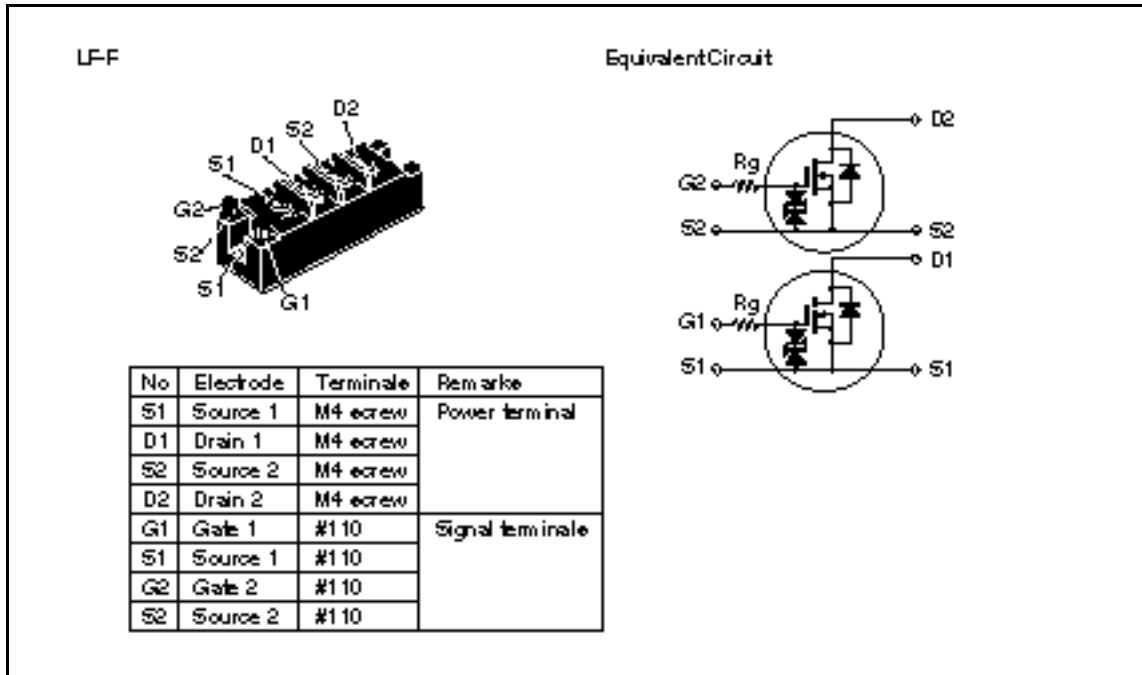 LF-F
Equivalent Circuit
D2
S2
D1
S1
G2
S2
S1
G1
D2
Rg
G2
S2
S2
D1
Rg
G1
S1
S1
No Electrode Terminals Remarks
S1 Source 1 M4 screw Power terminal
D1 Drain 1 M4 screw
S2 Source 2 M4 screw
D2 Drain 2 M4 screw
G1 Gate 1 #110 Signal terminals
S1 Source 1 #110
G2 Gate 2 #110
S2 Source 2 #110